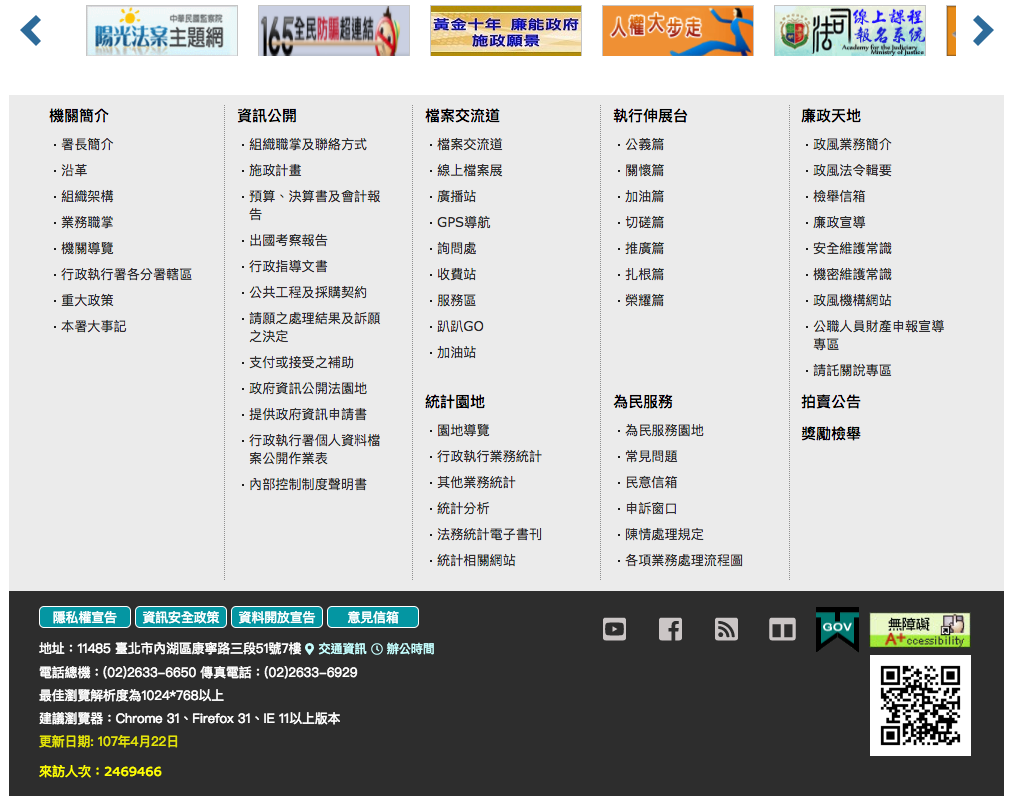 中華民國監察院
陽光法案主題網
165全民防騙超連結
黃金十年 廉能政府
施政願景
人權大步走
法司線上課程
報名系統
Academy for the Judiciary
Ministry of Justice
機關簡介
・署長簡介
・沿革
・組織架構
・業務職掌
・機關導覽
・行政執行署各分署轄區
・重大政策
・本署大事記
資訊公開
・組織職掌及聯絡方式
・施政計畫
・預算、決算書及會計報
告
・出國考察報告
・行政指導文書
・公共工程及採購契約
・請願之處理結果及訴願
之決定
・支付或接受之補助
・政府資訊公開法園地
・提供政府資訊申請書
・行政執行署個人資料檔
案公開作業表
・內部控制制度聲明書
檔案交流道
・檔案交流道
・線上檔案展
・廣播站
・GPS導航
・詢問處
・收費站
・服務區
・趴趴GO
・加油站
統計園地
・園地導覽
・行政執行業務統計
・其他業務統計
・統計分析
・法務統計電子書刊
・統計相關網站
執行伸展台
・公義篇
・關懷篇
・加油篇
・切磋篇
・推廣篇
・扎根篇
・榮耀篇
為民服務
・為民服務園地
・常見問題
・民意信箱
・申訴窗口
・陳情處理規定
・各項業務處理流程圖
廉政天地
・政風業務簡介
・政風法令輯要
・檢舉信箱
・廉政宣導
・安全維護常識
・機密維護常識
・政風機構網站
・公職人員財產申報宣導
專區
・請託關說專區
拍賣公告
獎勵檢舉
隱私權宣告 資訊安全政策 資料開放宣告 意見信箱
地址：11485 臺北市內湖區康寧路三段51號7樓 交通資訊 辦公時間
電話總機：(02)2633-6650 傳真電話：(02)2633-6929
最佳瀏覽解析度為1024*768以上
建議瀏覽器：Chrome 31、Firefox 31、IE 11以上版本
更新日期: 107年4月22日
來訪人次：2469466
GOV
無障礙
A+ccessibility